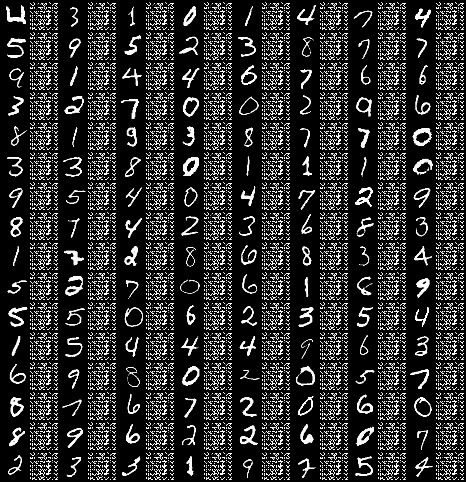 4 3 1 0 1 4 7 4
5 9 5 2 3 8 7 7
9 1 4 4 6 7 6 6
3 2 7 0 0 2 9 6
8 1 9 9 8 7 7 0
3 3 8 0 1 1 1 0
9 5 4 0 4 7 2 9
8 7 4 2 3 6 8 3
1 7 2 8 6 8 3 4
5 2 7 0 6 1 8 9
5 5 0 6 2 3 5 4
1 5 4 4 4 9 6 3
6 9 8 0 2 0 5 7
8 7 6 7 2 0 6 0
8 9 6 2 2 6 0 7
2 3 3 1 9 7 5 4